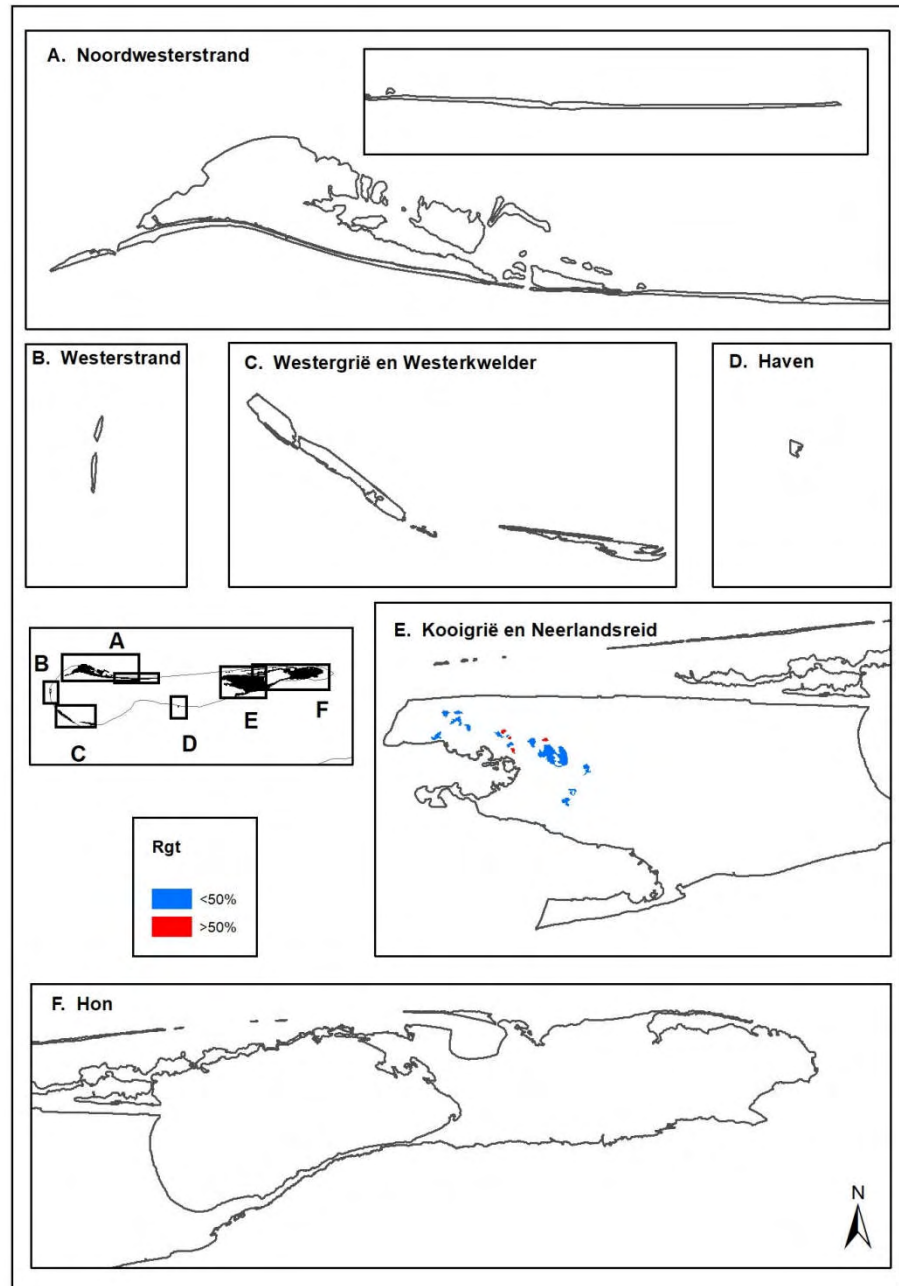 A. Noordwesterstrand
B. Westerstrand
C. Westergrië en Westerkwelder
D. Haven
A
B
C
D
E
F
E. Kooigrië en Neerlandsreid
Rgt
<50%
>50%
F. Hon
N